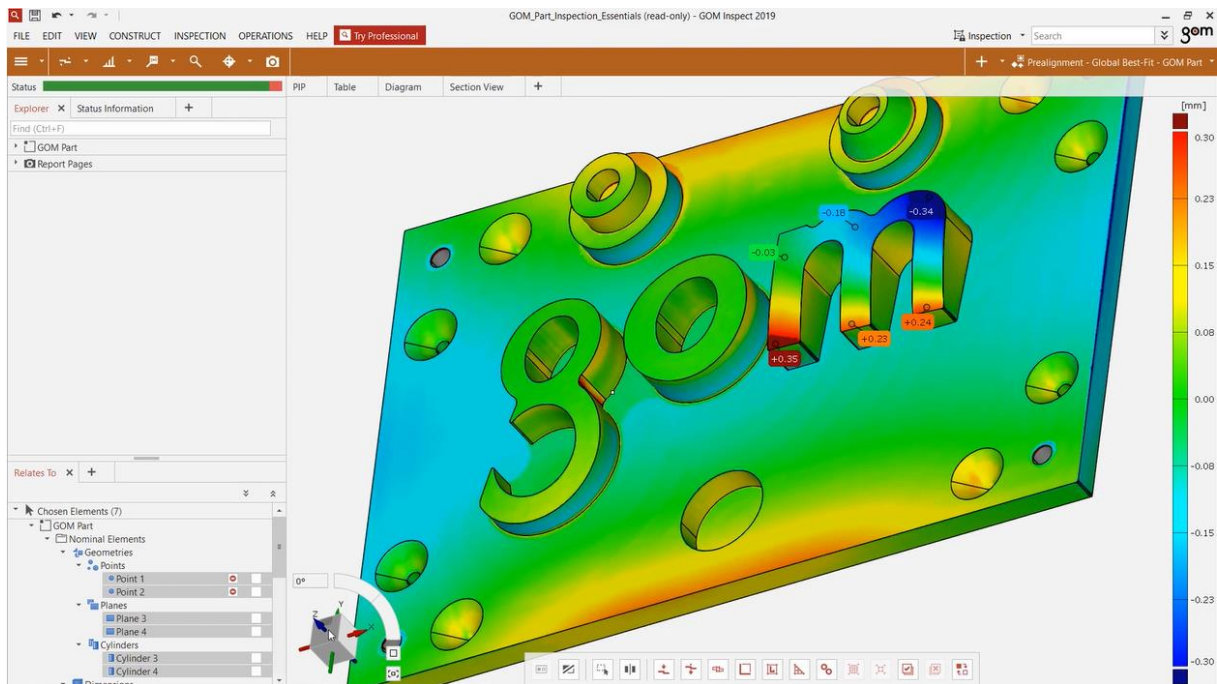 GOM_Part_Inspection_Essentials (read-only) - GOM Inspect 2019
FILE EDIT VIEW CONSTRUCT INSPECTION OPERATIONS HELP Try Professional
Inspection Search gom
Prealignment - Global Best-Fit - GOM Part
Status PIP Table Diagram Section View
Explorer Status Information
Find (Ctrl+F)
GOM Part
Report Pages
[mm]
0.30
0.23
0.15
0.08
0.00
-0.08
-0.15
-0.23
-0.30
-0.18
-0.34
-0.03
+0.24
+0.23
+0.35
gom
Relates To
Chosen Elements (7)
GOM Part
Nominal Elements
Geometries
Points
Point 1
Point 2
Planes
Plane 3
Plane 4
Cylinders
Cylinder 3
Cylinder 4
0°
Z
Y
X